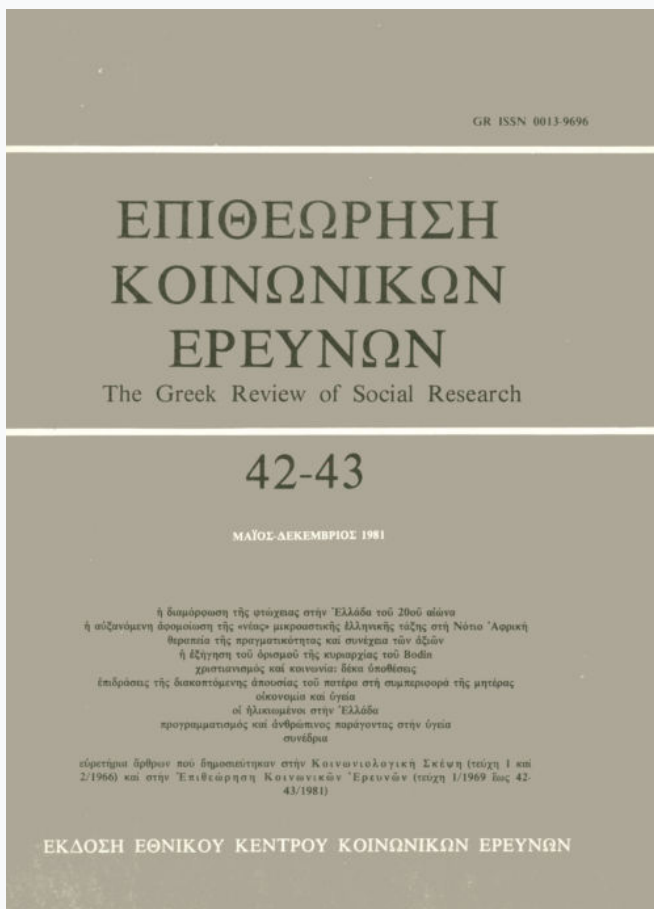 GR ISSN 0013-9696
ΕΠΙΘΕΩΡΗΣΗ
ΚΟΙΝΩΝΙΚΩΝ
ΕΡΕΥΝΩΝ
The Greek Review of Social Research
42-43
ΜΑΪΟΣ-ΔΕΚΕΜΒΡΙΟΣ 1981
ἡ διαμόρφωση τῆς φτώχειας στήν Ἑλλάδα τοῦ 20οῦ αἰώνα
ἡ αὐξανόμενη ἀφομοίωση τῆς «νέας» μικροαστικῆς ἑλληνικῆς τάξης στή Νότιο Ἀφρική
θεραπεία τῆς πραγματικότητας καί συνέχεια τῶν ἀξιῶν
ἡ ἐξήγηση τοῦ ὁρισμοῦ τῆς κυριαρχίας τοῦ Bodin
χριστιανισμός καί κοινωνία: δέκα ὑποθέσεις
ἐπιδράσεις τῆς διακοπτόμενης ἀπουσίας τοῦ πατέρα στή συμπεριφορά τῆς μητέρας
οἰκονομία καί ὑγεία
οἱ ἡλικιωμένοι στήν Ἑλλάδα
προγραμματισμός καί ἀνθρώπινος παράγοντας στήν ὑγεία
συνέδρια
εὑρετήρια ἄρθρων πού δημοσιεύτηκαν στήν Κοινωνιολογική Σκέψη (τεύχη 1 καί
2/1966) καί στήν Ἐπιθεώρηση Κοινωνικῶν Ἐρευνῶν (τεύχη 1/1969 ἕως 42-
43/1981)
ΕΚΔΟΣΗ ΕΘΝΙΚΟΥ ΚΕΝΤΡΟΥ ΚΟΙΝΩΝΙΚΩΝ ΕΡΕΥΝΩΝ